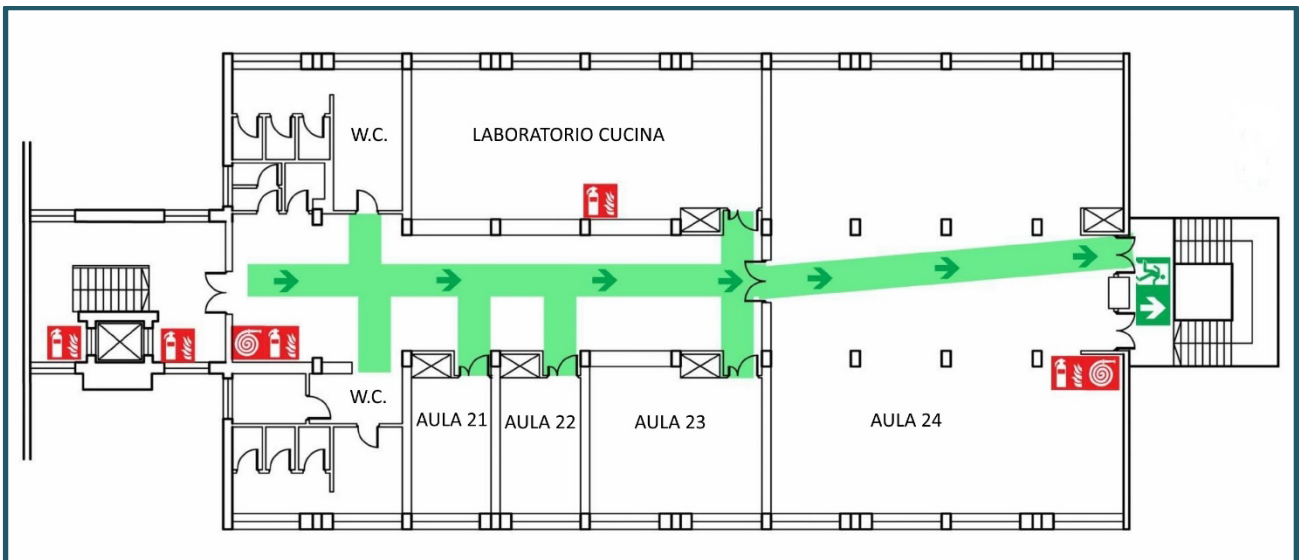 W.C.
LABORATORIO CUCINA
W.C.
AULA 21
AULA 22
AULA 23
AULA 24